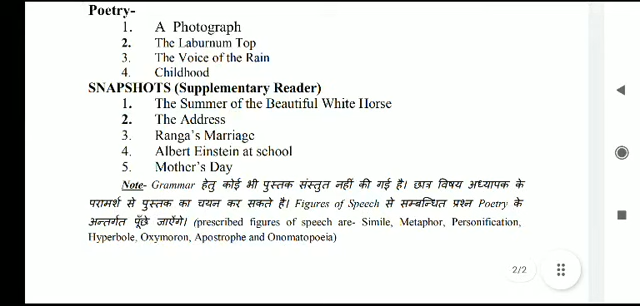 Poetry-
1. A Photograph
2. The Laburnum Top
3. The Voice of the Rain
4. Childhood
SNAPSHOTS (Supplementary Reader)
1. The Summer of the Beautiful White Horse
2. The Address
3. Ranga's Marriage
4. Albert Einstein at school
5. Mother's Day
Note- Grammar हेतु कोई भी पुस्तक संस्तुत नहीं की गई है। छात्र विषय अध्यापक के
परामर्श से पुस्तक का चयन कर सकते हैं। Figures of Speech से सम्बन्धित प्रश्न Poetry के
अन्तर्गत पूँछे जाएँगे। (prescribed figures of speech are- Simile, Metaphor, Personification,
Hyperbole, Oxymoron, Apostrophe and Onomatopoeia)
2/2